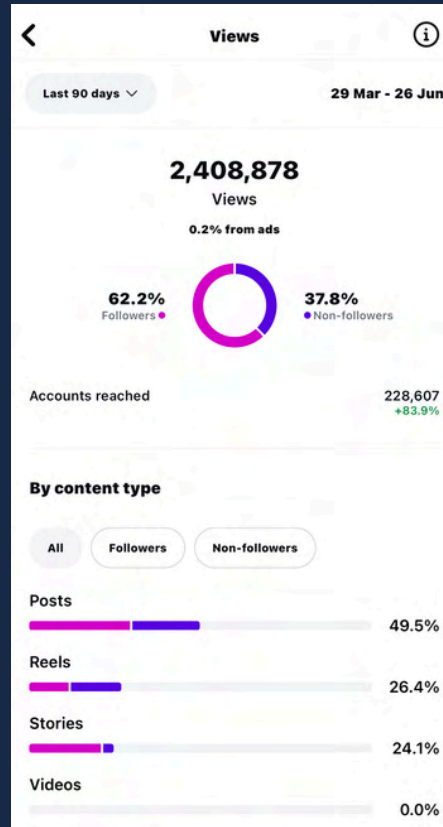 Views
Last 90 days
29 Mar - 26 Jun
2,408,878
Views
0.2% from ads
62.2%
Followers
37.8%
Non-followers
Accounts reached
228,607
+83.9%
By content type
All
Followers
Non-followers
Posts
49.5%
Reels
26.4%
Stories
24.1%
Videos
0.0%